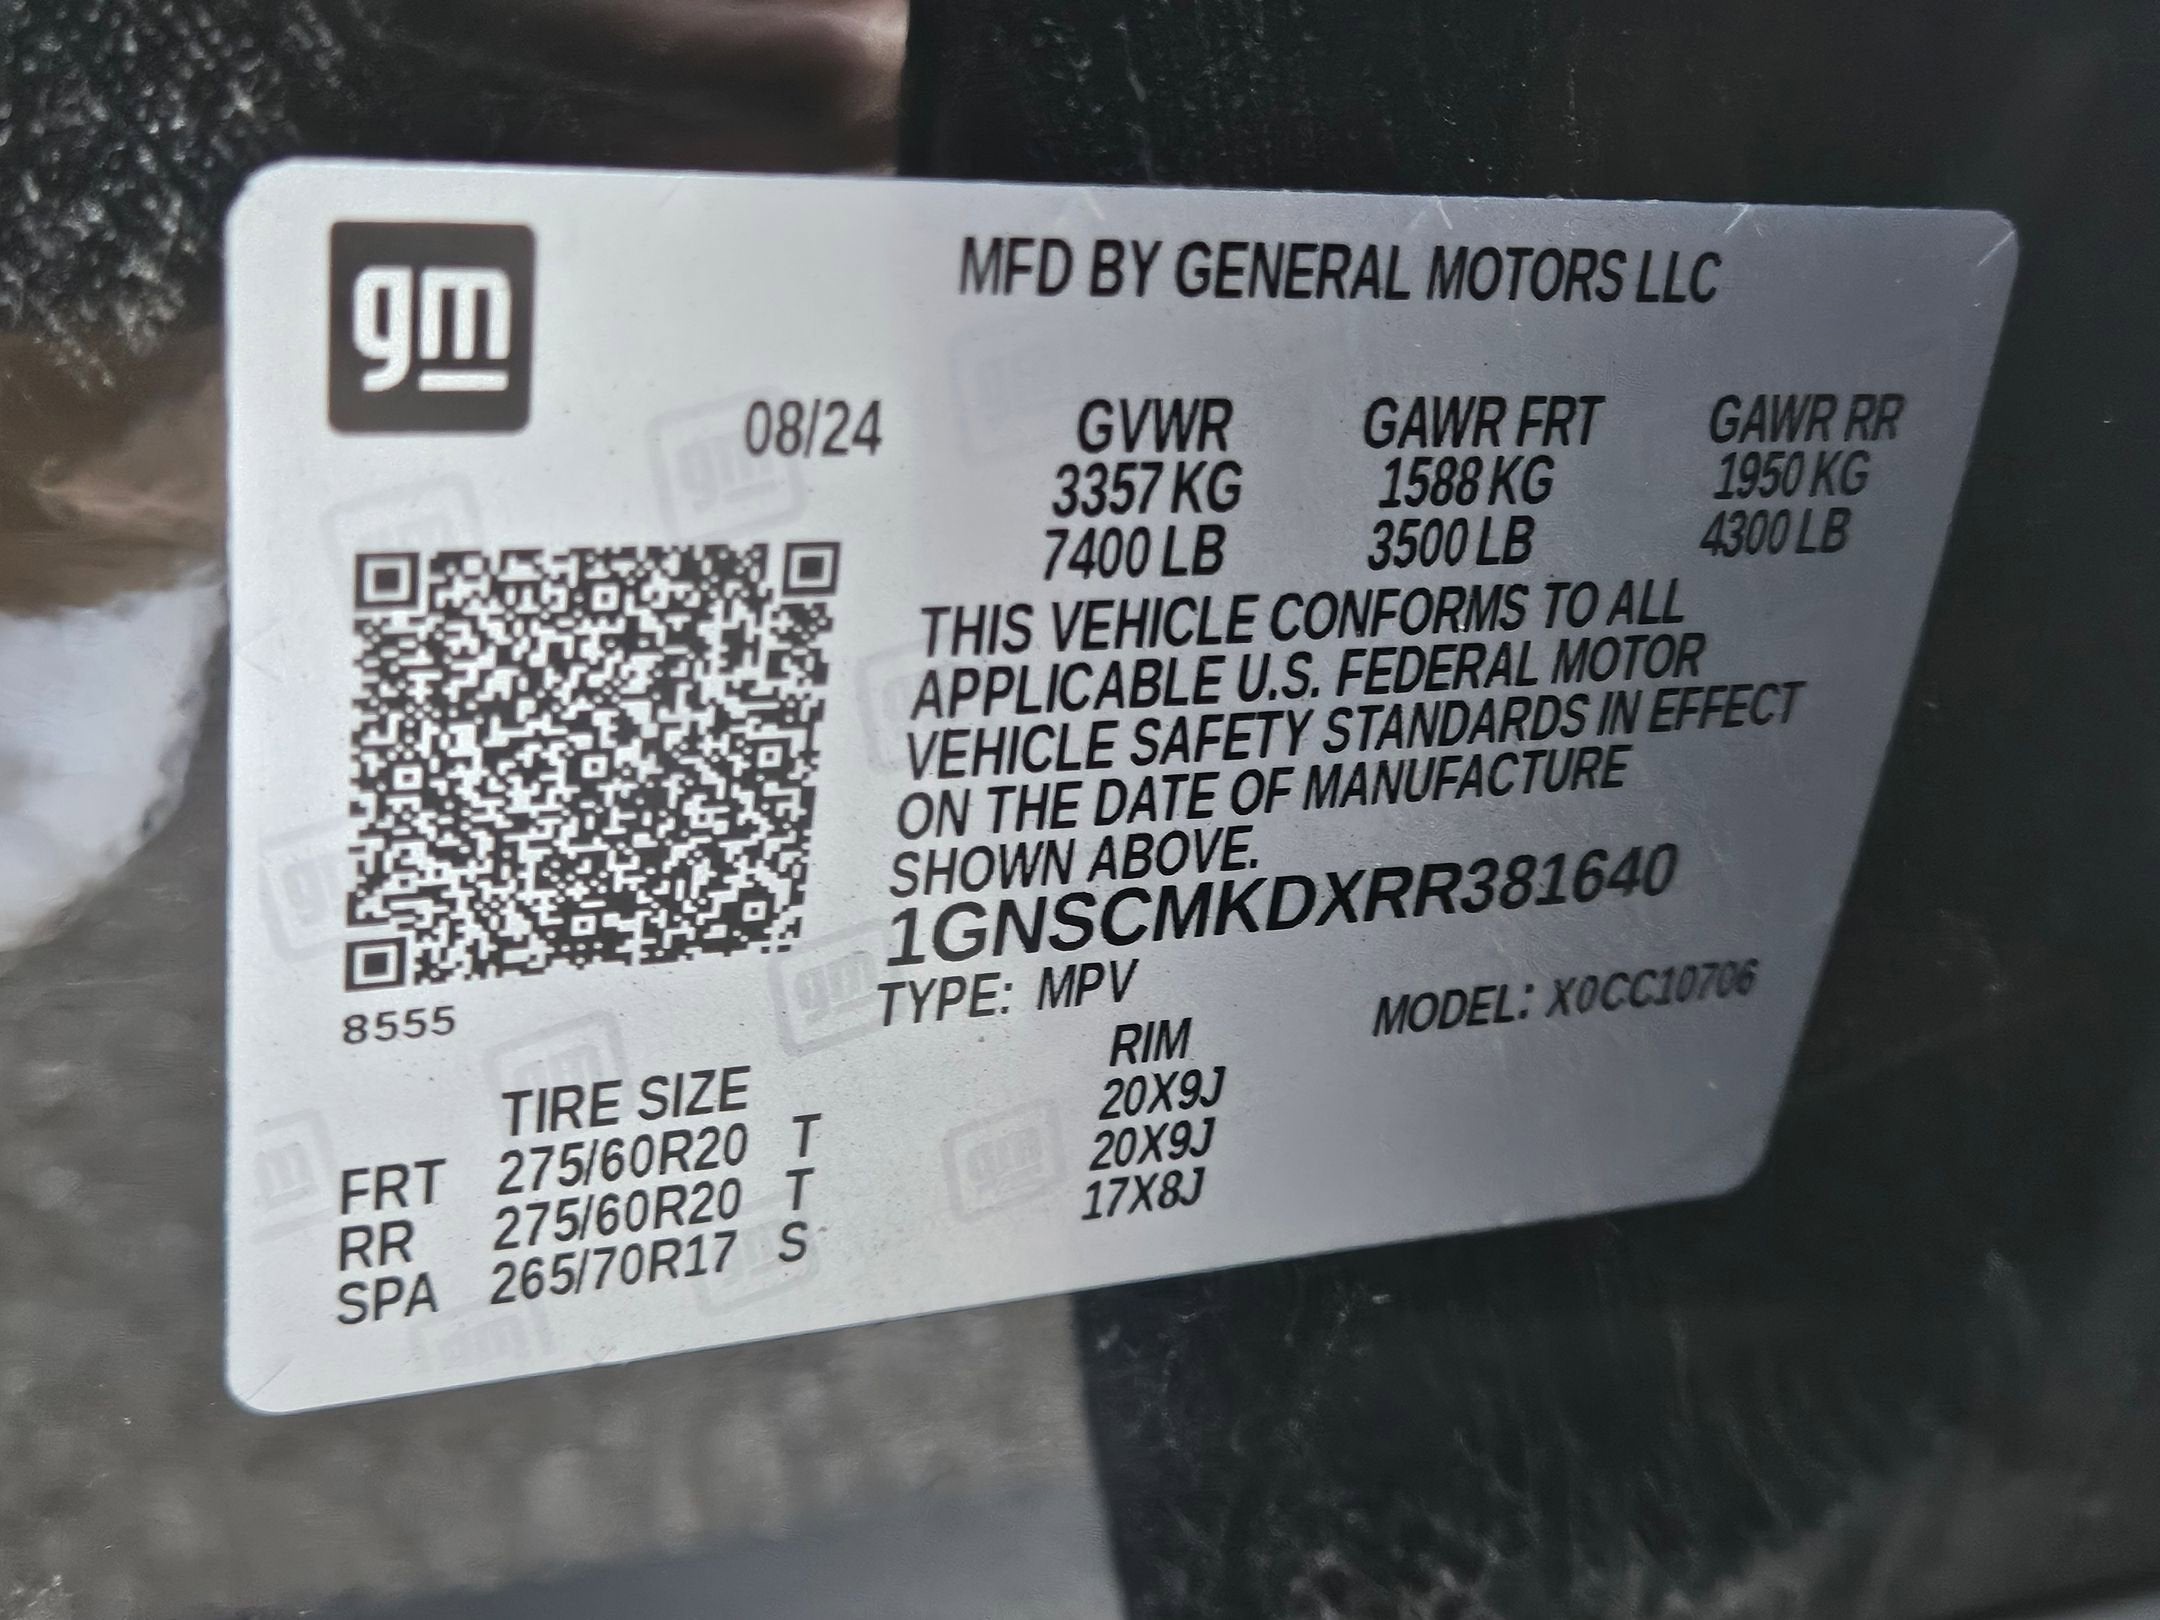 gm
MFD BY GENERAL MOTORS LLC
08/24 GVWR GAWR FRT GAWR RR
3357 KG 1588 KG 1950 KG
7400 LB 3500 LB 4300 LB
THIS VEHICLE CONFORMS TO ALL
APPLICABLE U.S. FEDERAL MOTOR
VEHICLE SAFETY STANDARDS IN EFFECT
ON THE DATE OF MANUFACTURE
SHOWN ABOVE.
1GNSCMKDXRR381640
TYPE: MPV MODEL: X0CC10706
8555
TIRE SIZE RIM
FRT 275/60R20 T 20X9J
RR 275/60R20 T 20X9J
SPA 265/70R17 S 17X8J